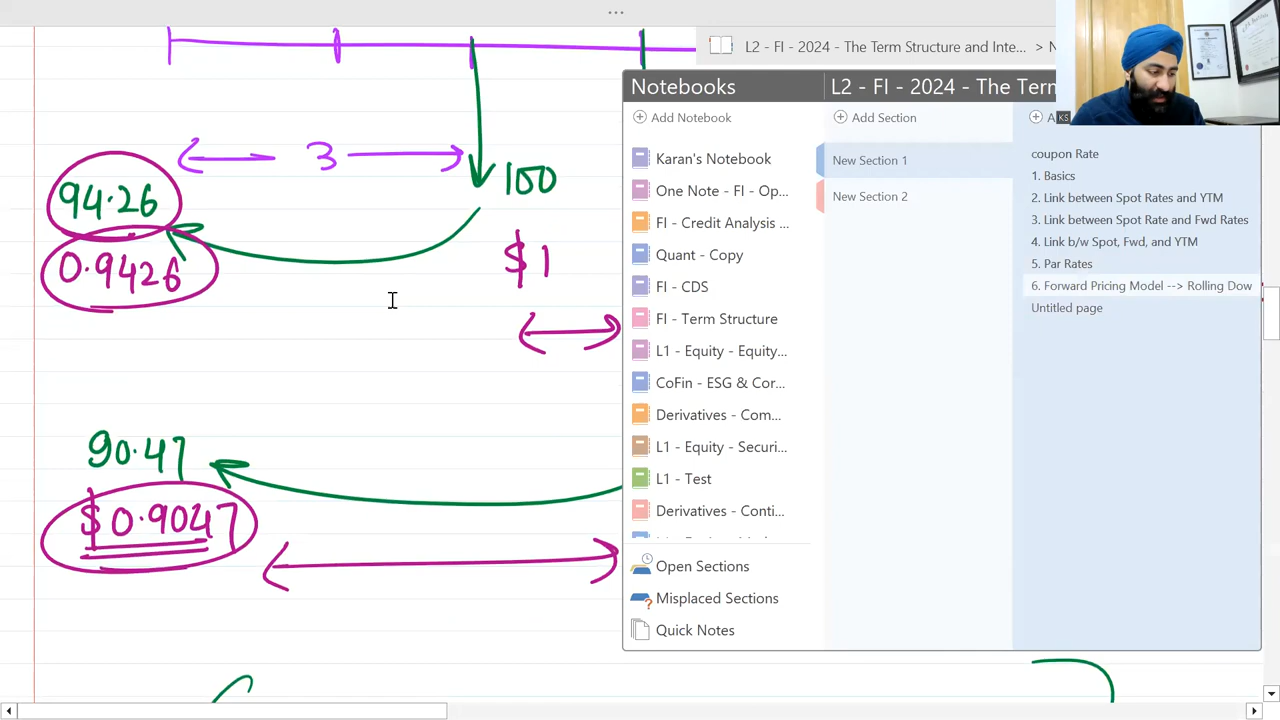 L2 - FI - 2024 - The Term Structure and Inte... > N
Notebooks
L2 - FI - 2024 - The Term
Add Notebook
Add Section
KS
Karan's Notebook
One Note - FI - Op...
FI - Credit Analysis ...
Quant - Copy
FI - CDS
FI - Term Structure
L1 - Equity - Equity...
CoFin - ESG & Cor...
Derivatives - Com...
L1 - Equity - Securi...
L1 - Test
Derivatives - Conti...
Open Sections
Misplaced Sections
Quick Notes
New Section 1
New Section 2
coupon Rate
1. Basics
2. Link between Spot Rates and YTM
3. Link between Spot Rate and Fwd Rates
4. Link b/w Spot, Fwd, and YTM
5. Par Rates
6. Forward Pricing Model --> Rolling Dow
Untitled page
3
94.26
100
0.9426
$1
90.47
$0.9047